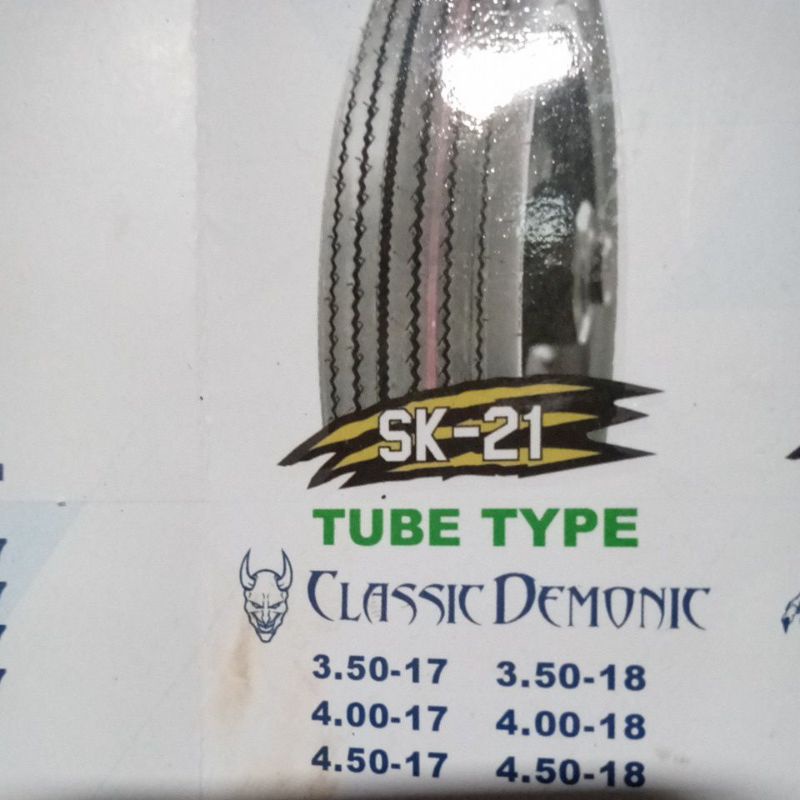 SK-21
TUBE TYPE
CLASSIC DEMONIC
3.50-17 3.50-18
4.00-17 4.00-18
4.50-17 4.50-18